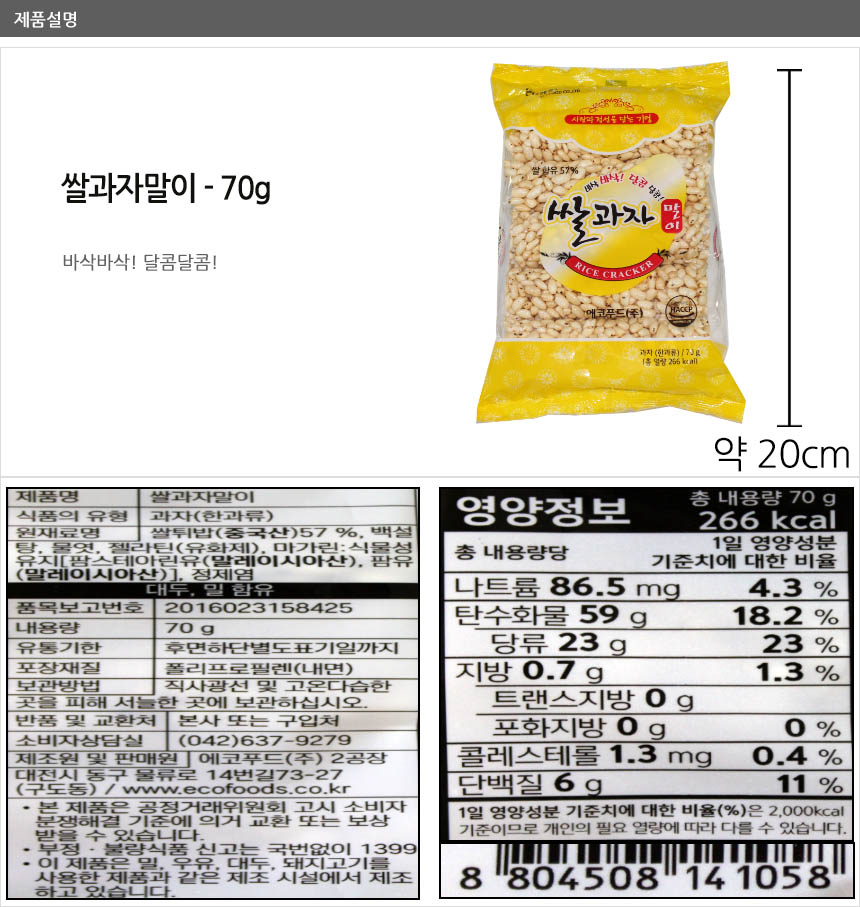 제품설명
쌀과자말이 - 70g
바삭바삭! 달콤달콤!
사랑과 정성을 담는 기업
쌀 함유 57%
바삭 바삭! 달콤 달콤!
쌀과자 말이
RICE CRACKER
에코푸드(주)
HACCP
과자 (한과류) / 70g
(총 열량 266 kcal)
약 20cm
제품명 쌀과자말이
식품의 유형 과자(한과류)
원재료명 쌀튀밥(중국산)57 %, 백설
탕, 물엿, 젤라틴(유화제), 마가린:식물성
유지[팜스테아린유(말레이시아산), 팜유
(말레이시아산)], 정제염
대두, 밀 함유
품목보고번호 2016023158425
내용량 70 g
유통기한 후면하단별도표기일까지
포장재질 폴리프로필렌(내면)
보관방법 직사광선 및 고온다습한
곳을 피해 서늘한 곳에 보관하십시오.
반품 및 교환처 본사 또는 구입처
소비자상담실 (042)637-9279
제조원 및 판매원 에코푸드(주) 2공장
대전시 동구 물류로 14번길73-27
(구도동) / www.ecofoods.co.kr
• 본 제품은 공정거래위원회 고시 소비자
분쟁해결 기준에 의거 교환 또는 보상
받을 수 있습니다.
• 부정 · 불량식품 신고는 국번없이 1399
• 이 제품은 밀, 우유, 대두, 돼지고기를
사용한 제품과 같은 제조 시설에서 제조
하고 있습니다.
영양정보 총 내용량 70 g
266 kcal
총 내용량당 1일 영양성분
기준치에 대한 비율
나트륨 86.5 mg 4.3 %
탄수화물 59 g 18.2 %
당류 23 g 23 %
지방 0.7 g 1.3 %
트랜스지방 0 g
포화지방 0 g 0 %
콜레스테롤 1.3 mg 0.4 %
단백질 6 g 11 %
1일 영양성분 기준치에 대한 비율(%)은 2,000kcal
기준이므로 개인의 필요 열량에 따라 다를 수 있습니다.
8 804508 141058